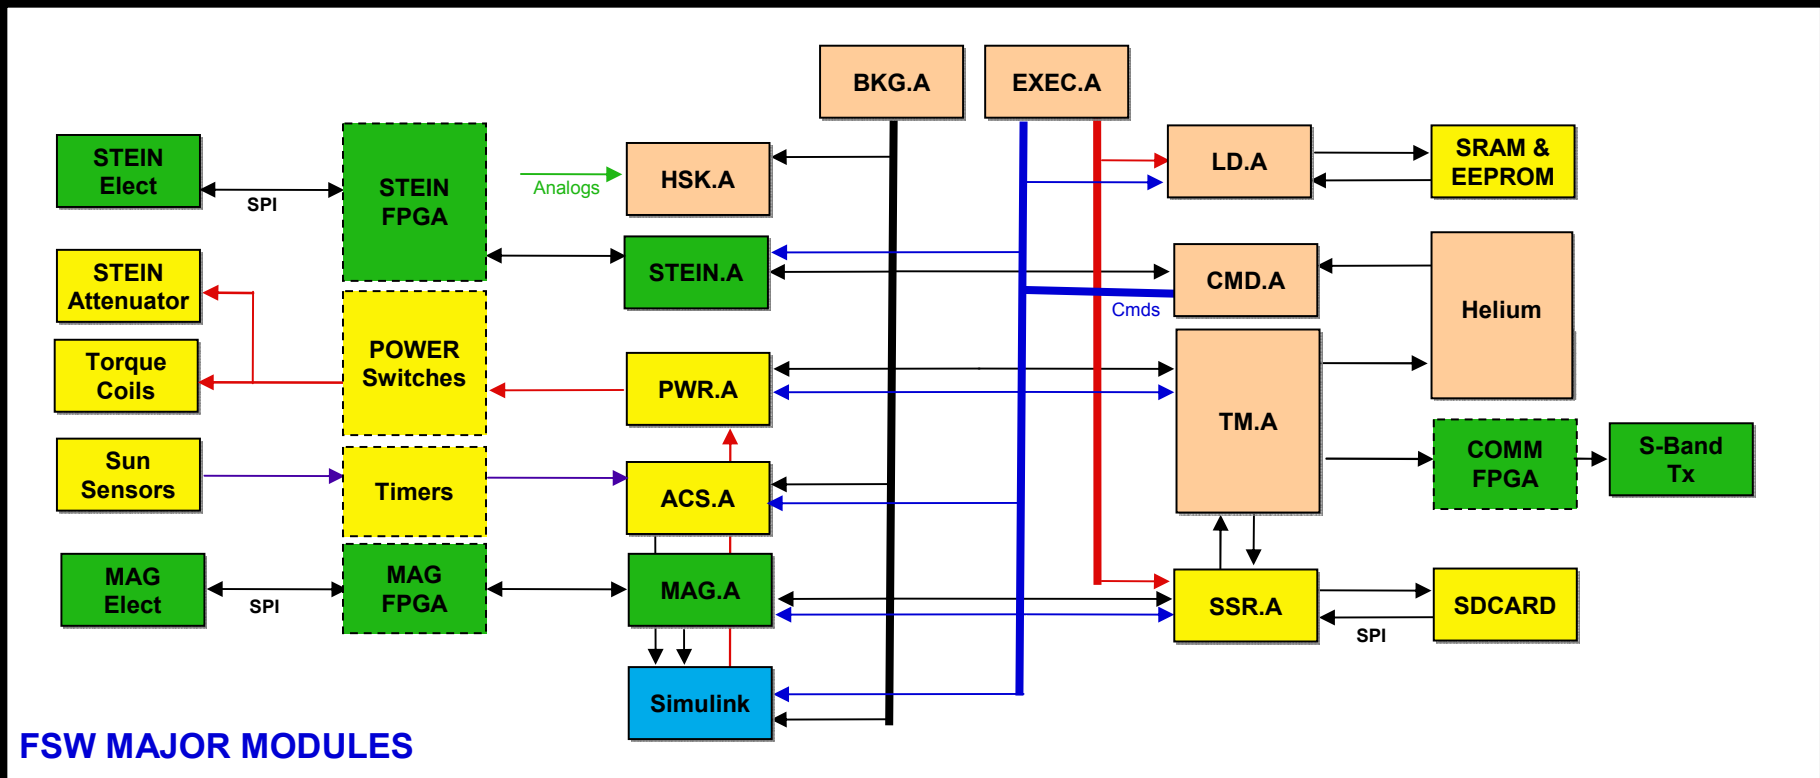 BKG.A
EXEC.A
STEIN
Elect
SPI
STEIN
FPGA
Analogs
HSK.A
LD.A
SRAM &
EEPROM
STEIN
Attenuator
STEIN.A
CMD.A
Cmds
Helium
Torque
Coils
POWER
Switches
PWR.A
TM.A
Sun
Sensors
Timers
ACS.A
COMM
FPGA
S-Band
Tx
MAG
Elect
SPI
MAG
FPGA
MAG.A
SSR.A
SPI
SDCARD
Simulink
FSW MAJOR MODULES